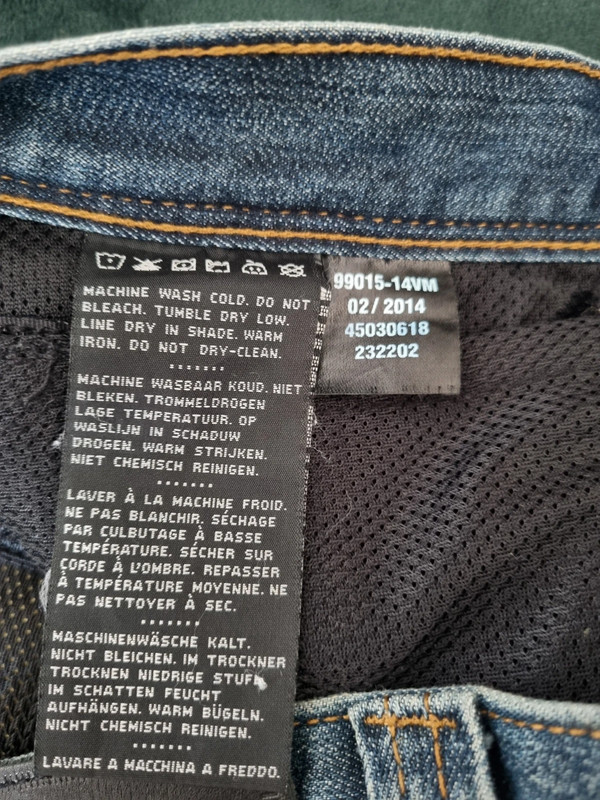 MACHINE WASH COLD. DO NOT
BLEACH. TUMBLE DRY LOW.
LINE DRY IN SHADE. WARM
IRON. DO NOT DRY-CLEAN.
MACHINE WASBAAR KOUD. NIET
BLEKEN. TROMMELDROGEN
LAGE TEMPERATUUR. OP
WASLIJN IN SCHADUW
DROGEN. WARM STRIJKEN.
NIET CHEMISCH REINIGEN.
LAVER À LA MACHINE FROID.
NE PAS BLANCHIR. SÉCHAGE
PAR CULBUTAGE À BASSE
TEMPÉRATURE. SÉCHER SUR
CORDE À L'OMBRE. REPASSER
À TEMPÉRATURE MOYENNE. NE
PAS NETTOYER À SEC.
MASCHINENWÄSCHE KALT.
NICHT BLEICHEN. IM TROCKNER
TROCKNEN NIEDRIGE STUFE
IM SCHATTEN FEUCHT
AUFHÄNGEN. WARM BÜGELN.
NICHT CHEMISCH REINIGEN.
LAVARE A MACCHINA A FREDDO.
99015-14VM
02 / 2014
45030618
232202